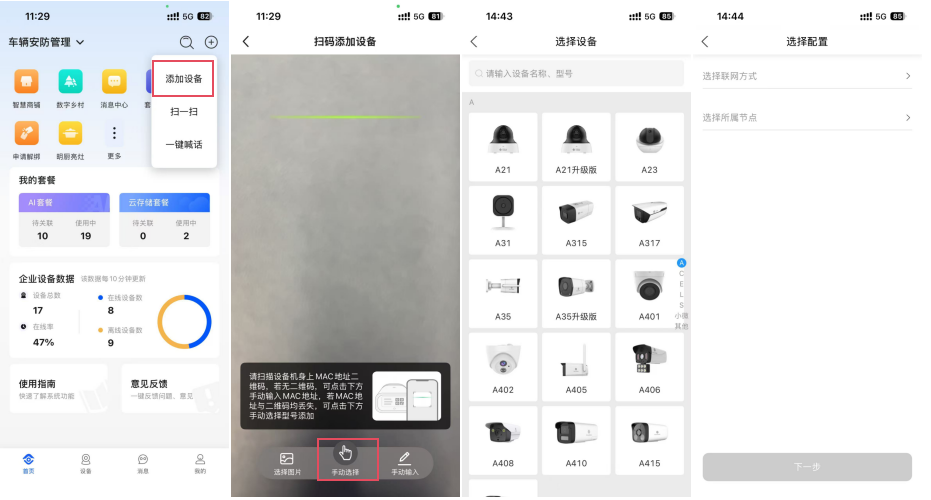 11:29
5G 82
车辆安防管理
添加设备
扫一扫
一键喊话
智慧商铺
数字乡村
消息中心
套
申请解绑
明厨亮灶
更多
我的套餐
AI套餐
云存储套餐
待关联
使用中
待关联
使用中
10
19
0
2
企业设备数据
该数据每10分钟更新
设备总数
17
在线率
47%
在线设备数
8
离线设备数
9
使用指南
快速了解系统功能
意见反馈
一键反馈问题、意见
首页
设备
消息
我的
11:29
5G 81
扫码添加设备
请扫描设备机身上MAC地址二
维码，若无二维码，可点击下方
手动输入MAC地址，若MAC地
址与二维码均丢失，可点击下方
手动选择型号添加
选择图片
手动选择
手动输入
14:43
5G 85
选择设备
请输入设备名称、型号
A
A21
A21升级版
A23
A31
A315
A317
A35
A35升级版
A401
A402
A405
A406
A408
A410
A415
A
C
E
L
S
小薇
其他
14:44
5G 85
选择配置
选择联网方式
选择所属节点
下一步